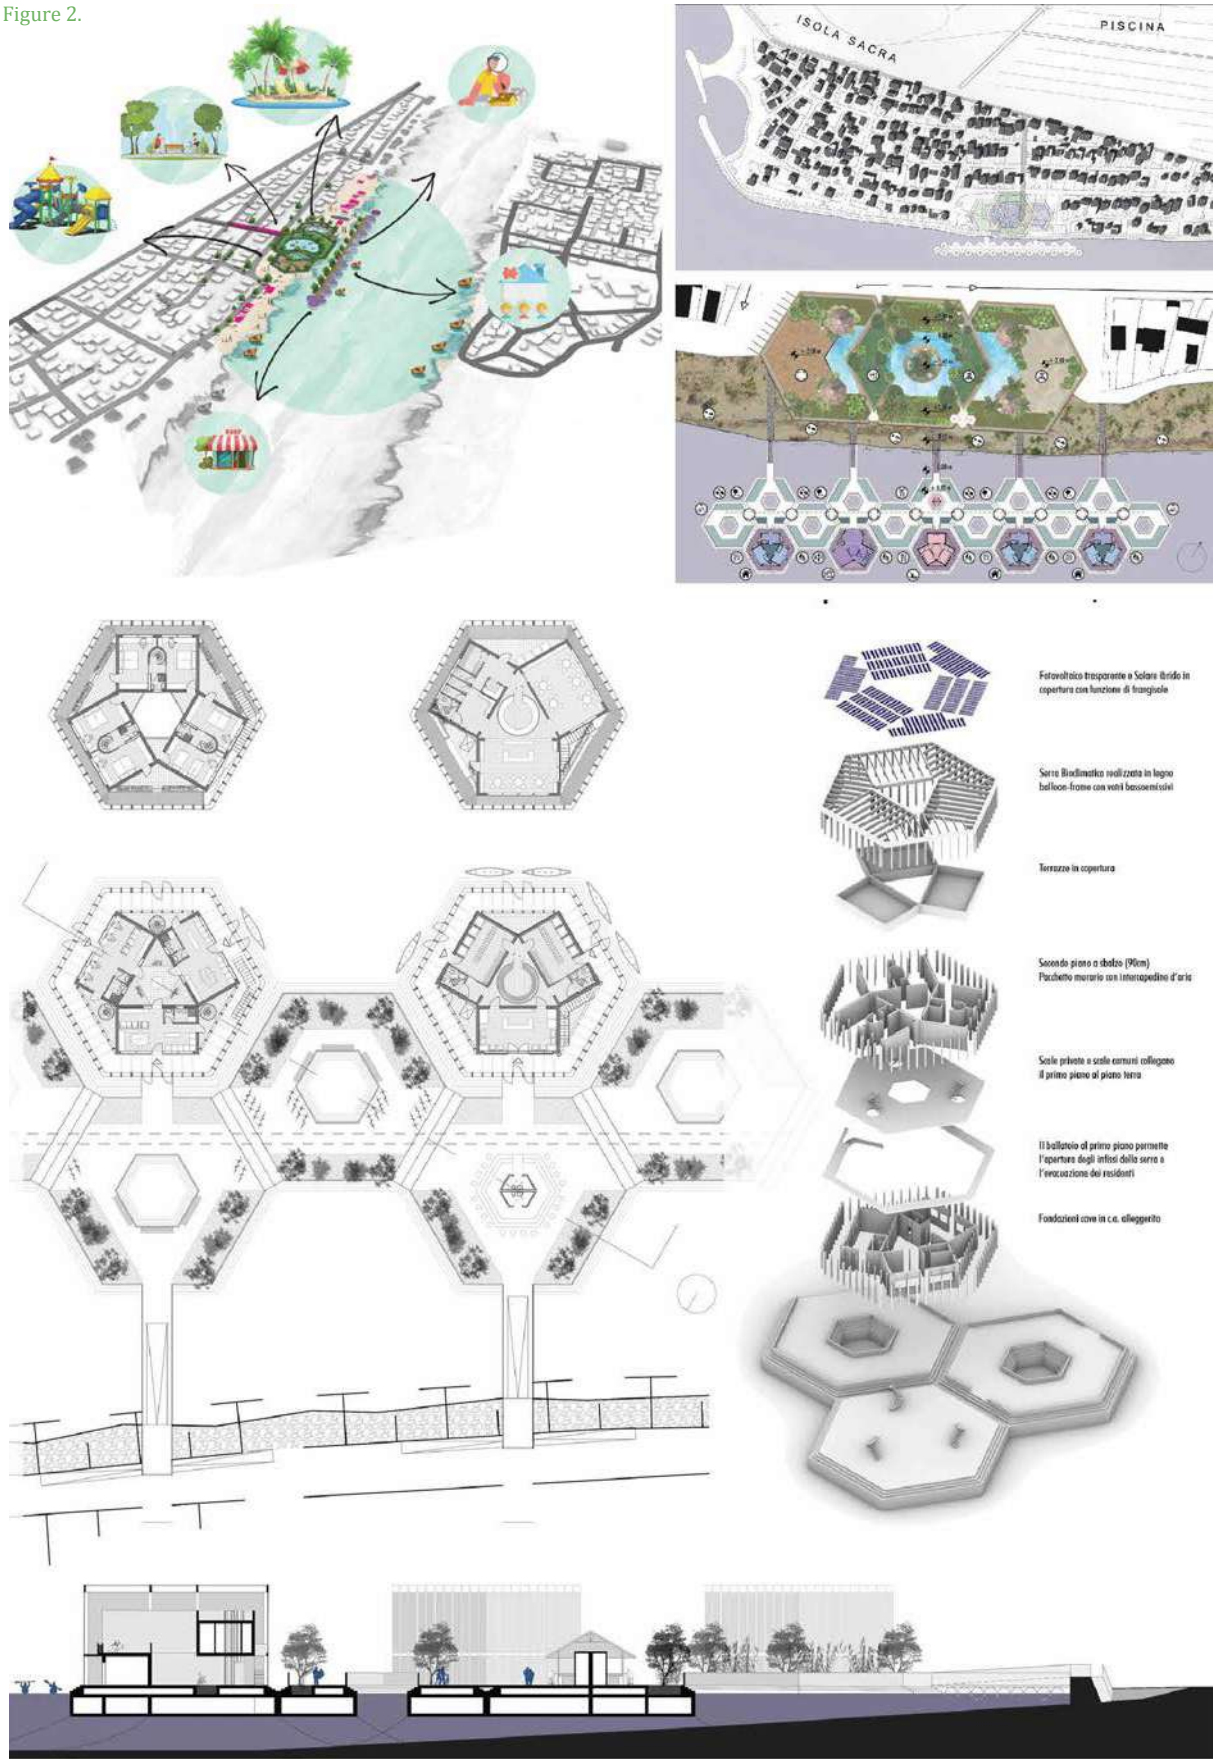 Figure 2.
ISOLA SACRA
PISCINA
Fotovoltaico trasparente e Solare ibrido in
copertura con funzione di frangisole
Serra Bioclimatica realizzata in legno
balloon-frame con vetri bassoemissivi
Terrazze in copertura
Secondo piano a sbalzo (90cm)
Pacchetto murario con intercapedine d'aria
Scale private e scale comuni collegano
il primo piano al piano terra
Il ballatoio al primo piano permette
l'apertura degli infissi della serra e
l'evacuazione dei residenti
Fondazioni cave in c.a. alleggerito